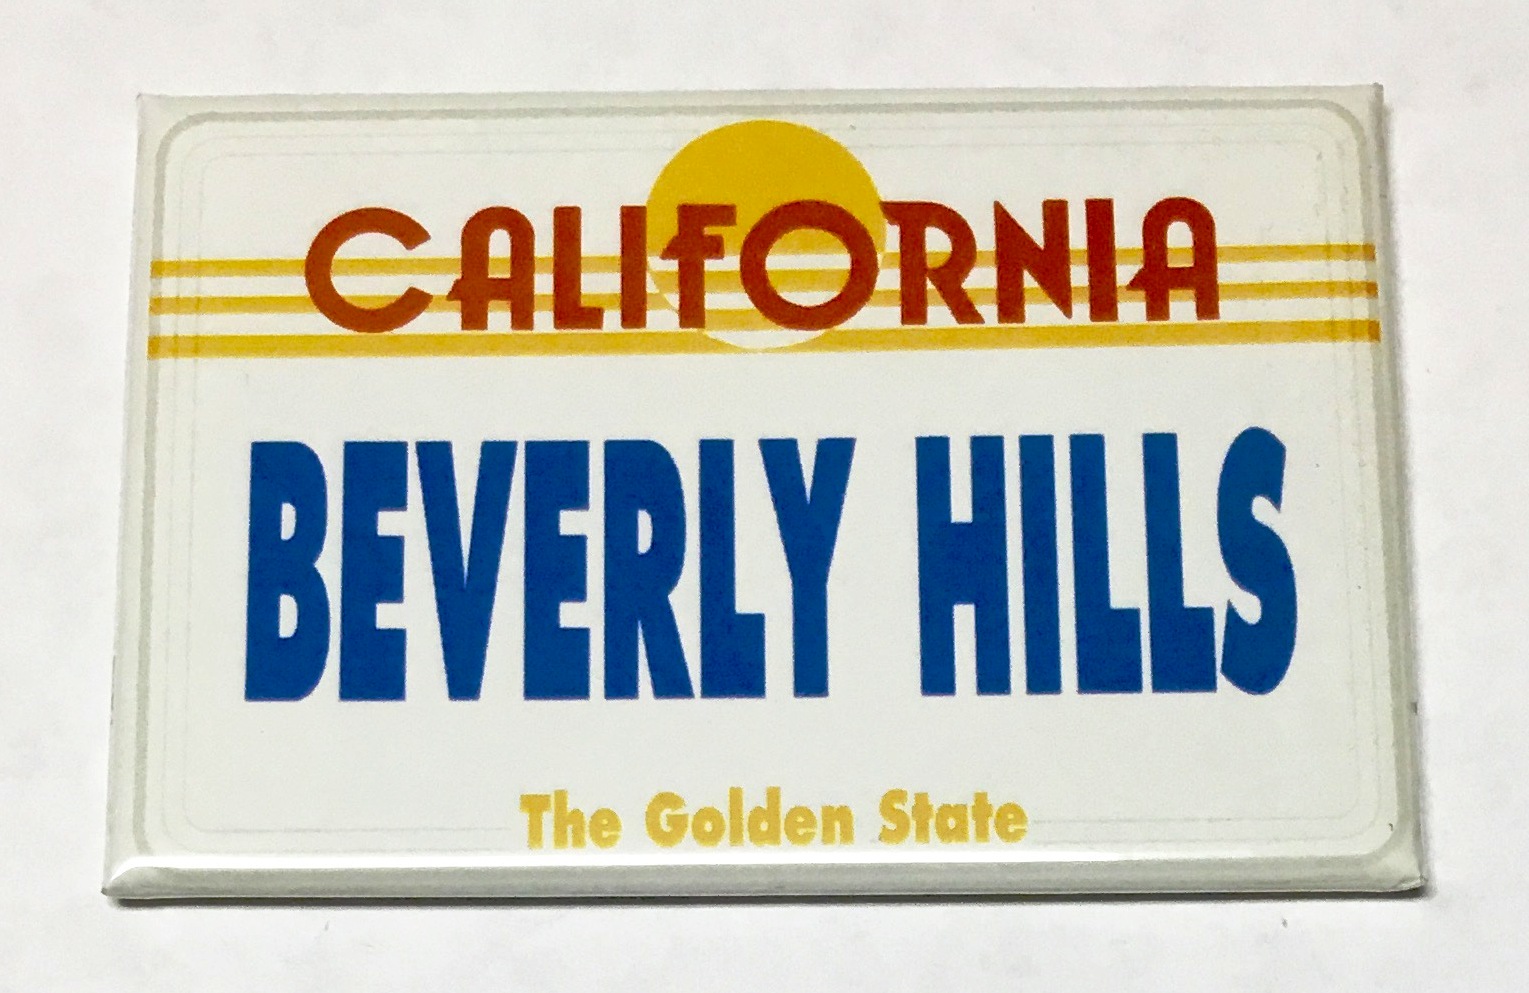 CALIFORNIA
BEVERLY HILLS
The Golden State